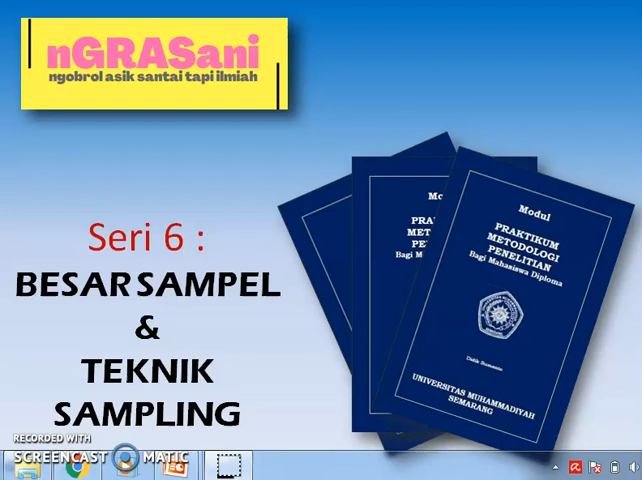 nGRASani
ngobrol asik santai tapi ilmiah
Seri 6 :
BESAR SAMPEL
&
TEKNIK
SAMPLING
Modul
PRAKTIKUM
METODOLOGI
PENELITIAN
Bagi Mahasiswa Diploma
UNIVERSITAS MUHAMMADIYAH
SEMARANG
RECORDED WITH
SCREENCAST MATIC